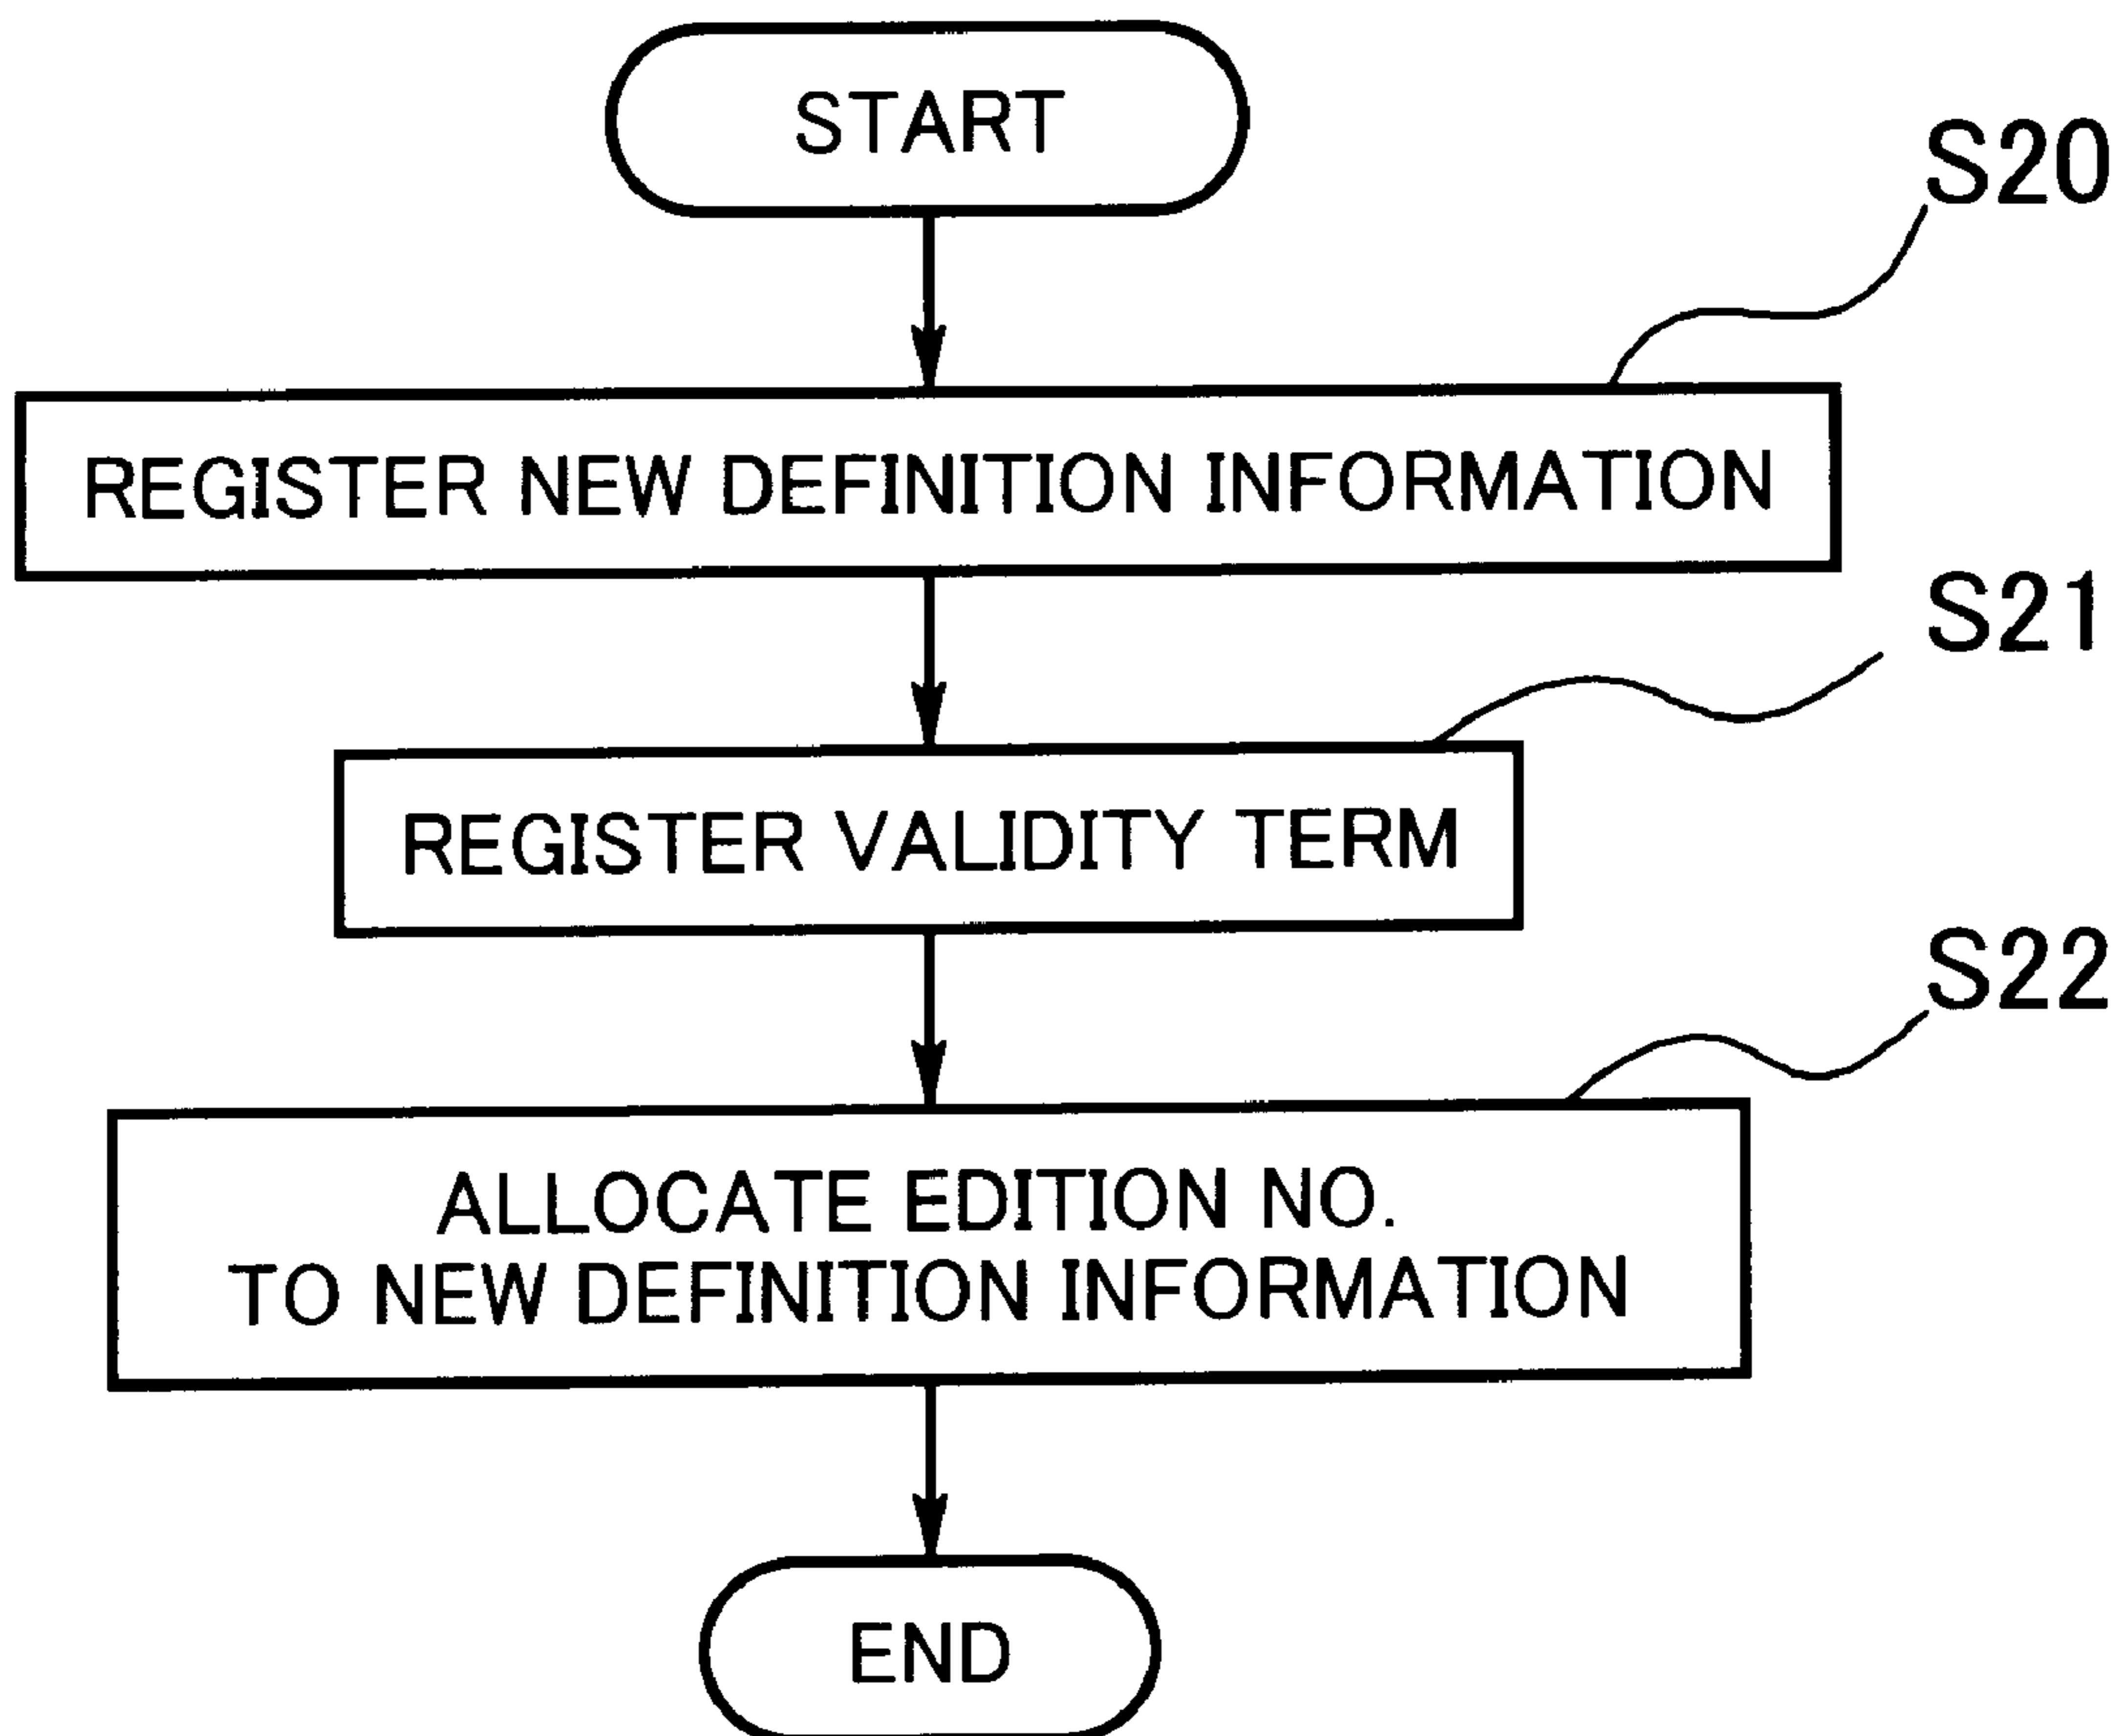 START
S20
REGISTER NEW DEFINITION INFORMATION
S21
REGISTER VALIDITY TERM
S22
ALLOCATE EDITION NO.
TO NEW DEFINITION INFORMATION
END